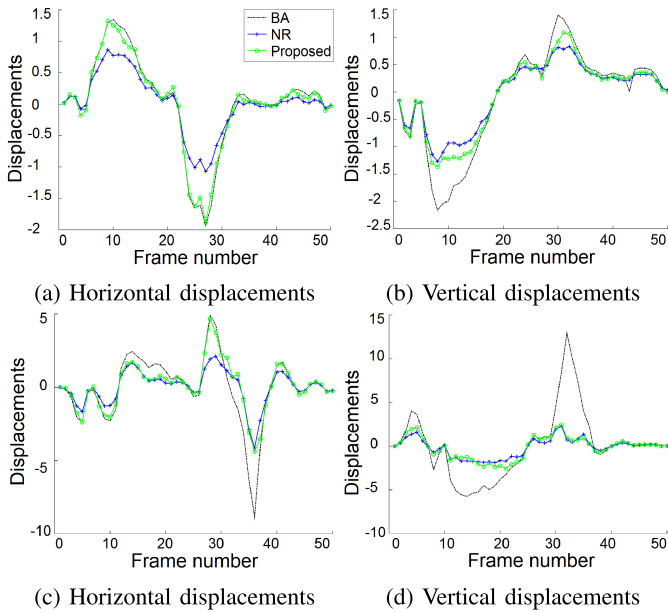 1.5
1
0.5
0
-0.5
-1
-1.5
-2
Displacements
0 10 20 30 40 50
Frame number
BA
NR
Proposed
(a) Horizontal displacements
1.5
1
0.5
0
-0.5
-1
-1.5
-2
-2.5
Displacements
0 10 20 30 40 50
Frame number
(b) Vertical displacements
5
0
-5
-10
Displacements
0 10 20 30 40 50
Frame number
(c) Horizontal displacements
15
10
5
0
-5
-10
Displacements
0 10 20 30 40 50
Frame number
(d) Vertical displacements